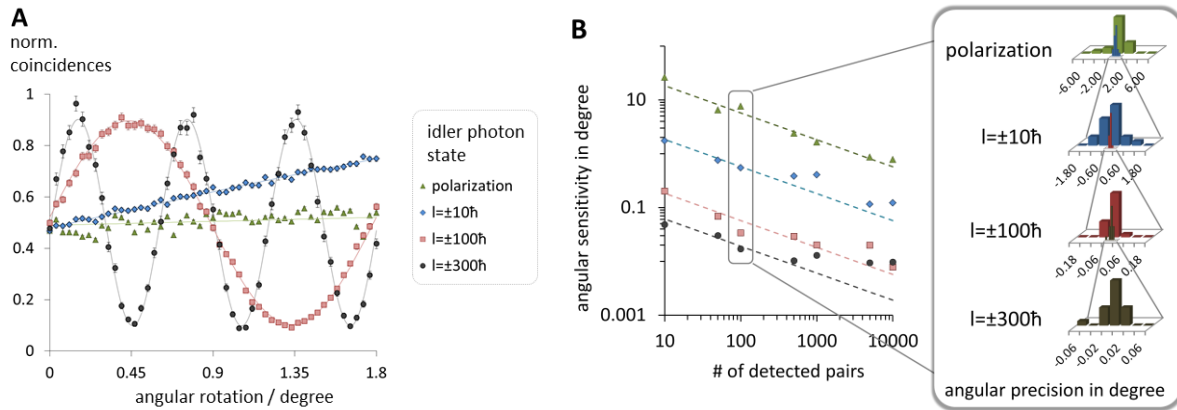 A
norm.
coincidences
1
0.8
0.6
0.4
0.2
0
0
0.45
0.9
1.35
1.8
angular rotation / degree
idler photon
state
polarization
l=±10ħ
l=±100ħ
l=±300ħ
B
angular sensitivity in degree
10
0.1
0.001
10
100
1000
10000
# of detected pairs
polarization
-6.00
-2.00
2.00
6.00
l=±10ħ
-1.80
-0.60
0.60
1.80
l=±100ħ
-0.18
-0.06
0.06
0.18
l=±300ħ
-0.06
-0.02
0.02
0.06
angular precision in degree